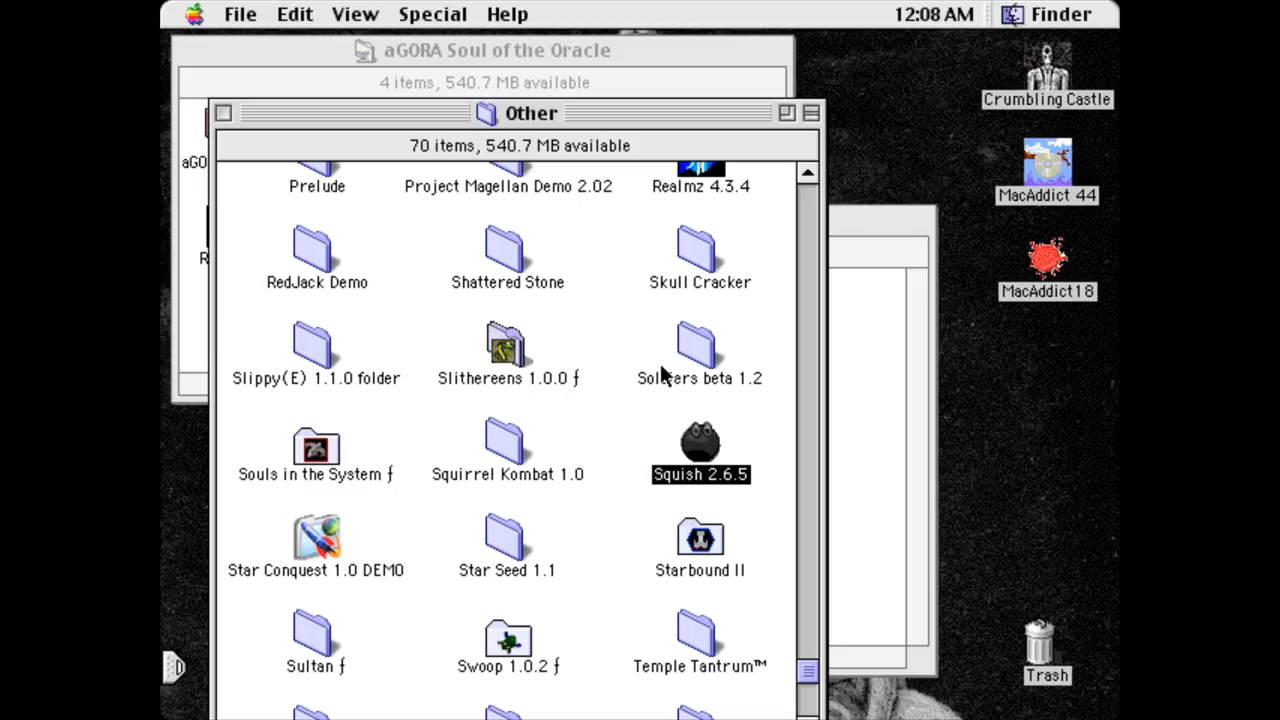 File Edit View Special Help 12:08 AM Finder
aGORA Soul of the Oracle
4 items, 540.7 MB available
Other
70 items, 540.7 MB available
aGO
R
Prelude Project Magellan Demo 2.02 Realmz 4.3.4
RedJack Demo Shattered Stone Skull Cracker
Slippy(E) 1.1.0 folder Slithereens 1.0.0 ƒ Soldiers beta 1.2
Souls in the System ƒ Squirrel Kombat 1.0 Squish 2.6.5
Star Conquest 1.0 DEMO Star Seed 1.1 Starbound II
Sultan ƒ Swoop 1.0.2 ƒ Temple Tantrum™
Crumbling Castle
MacAddict 44
MacAddict18
Trash